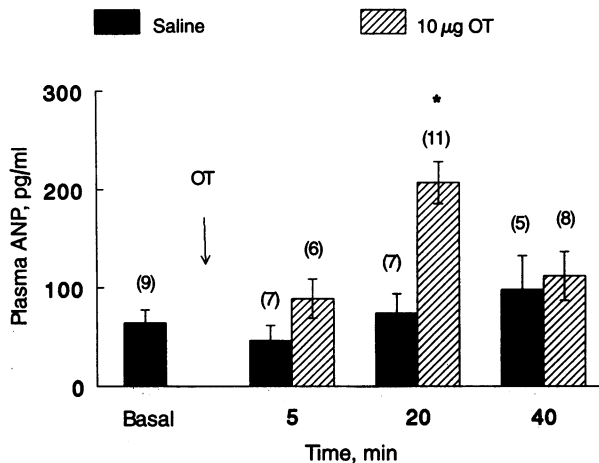 Saline
10 µg OT
Plasma ANP, pg/ml
300
200
100
0
OT
(9)
(7)
(6)
(7)
*
(11)
(5)
(8)
Basal
5
20
40
Time, min